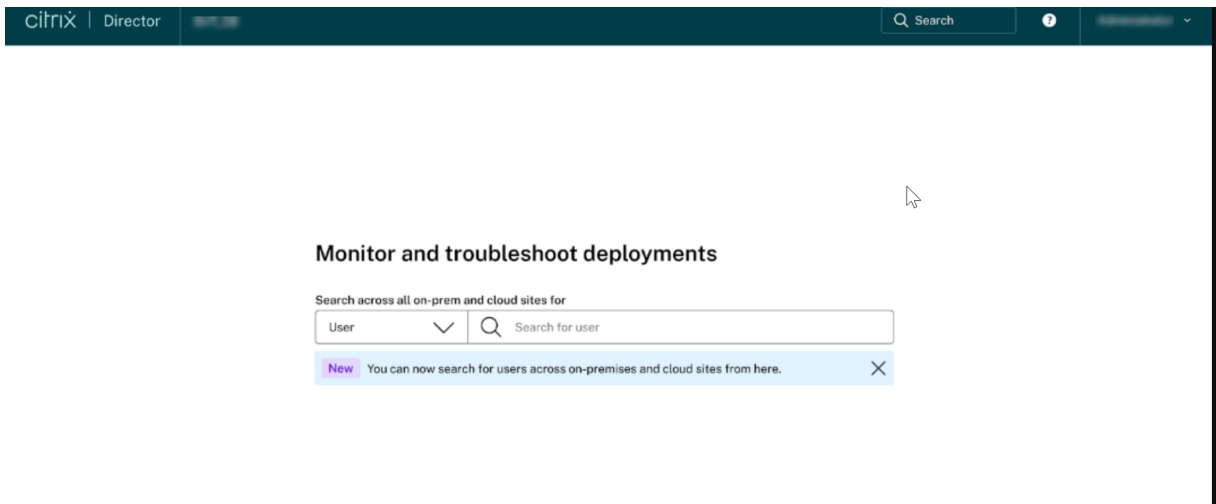 citrix | Director
Search
?
Monitor and troubleshoot deployments
Search across all on-prem and cloud sites for
User
Search for user
New You can now search for users across on-premises and cloud sites from here.